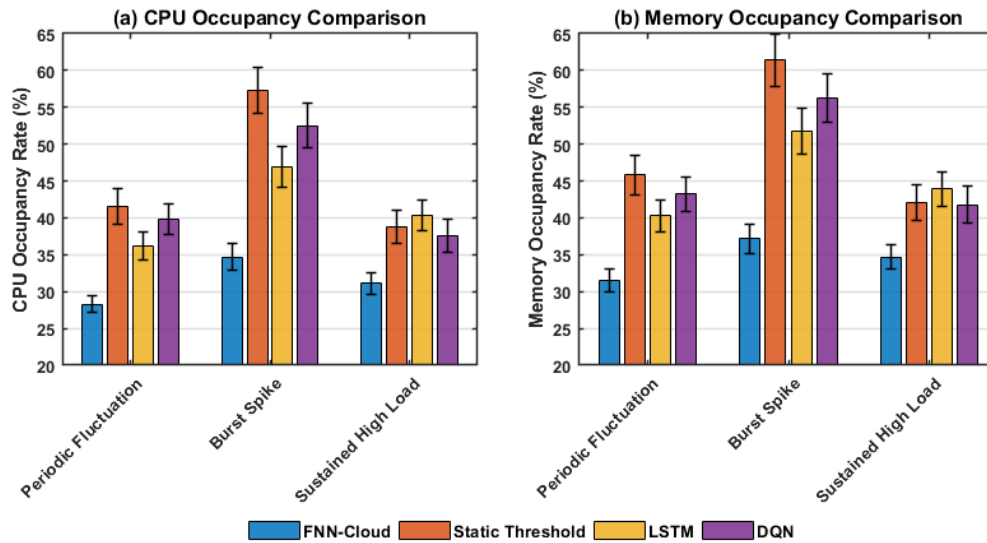 (a) CPU Occupancy Comparison
CPU Occupancy Rate (%)
65
60
55
50
45
40
35
30
25
20
Periodic Fluctuation
Burst Spike
Sustained High Load
(b) Memory Occupancy Comparison
Memory Occupancy Rate (%)
65
60
55
50
45
40
35
30
25
20
Periodic Fluctuation
Burst Spike
Sustained High Load
FNN-Cloud Static Threshold LSTM DQN